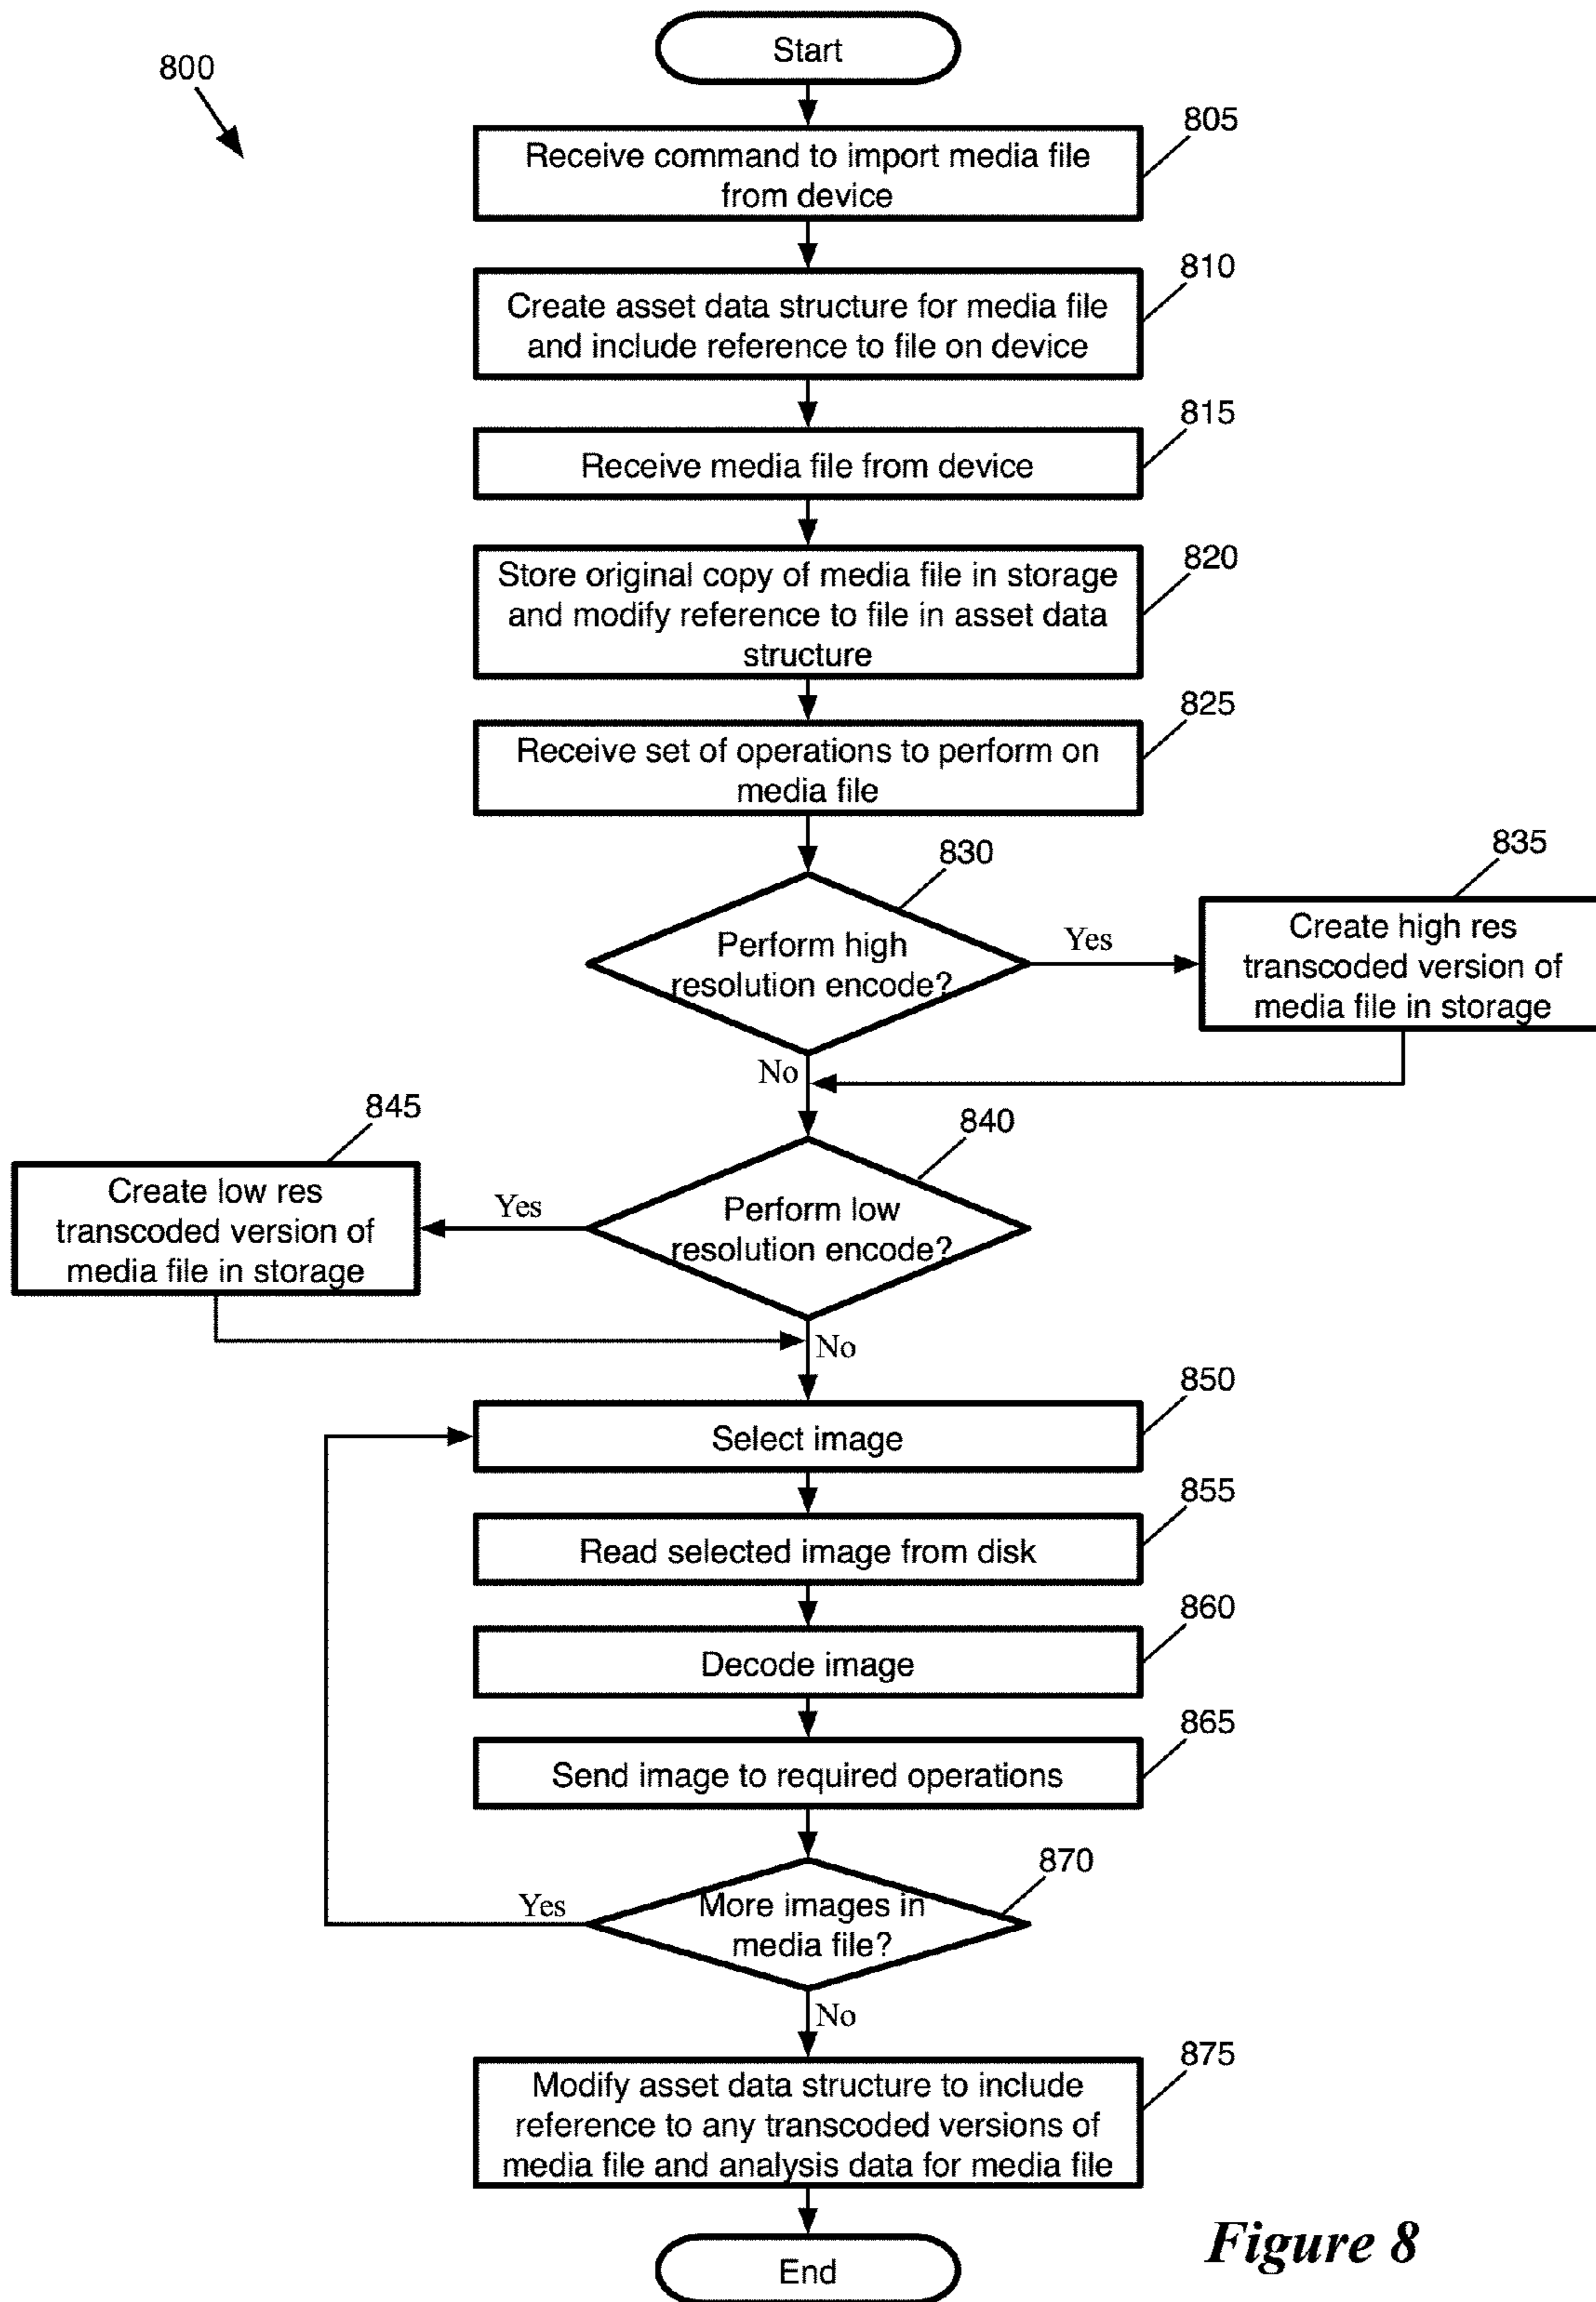 Start
800
805
Receive command to import media file
from device
810
Create asset data structure for media file
and include reference to file on device
815
Receive media file from device
820
Store original copy of media file in storage
and modify reference to file in asset data
structure
825
Receive set of operations to perform on
media file
830
Perform high
resolution encode?
Yes
835
Create high res
transcoded version of
media file in storage
No
840
Perform low
resolution encode?
Yes
845
Create low res
transcoded version of
media file in storage
No
850
Select image
855
Read selected image from disk
860
Decode image
865
Send image to required operations
870
More images in
media file?
Yes
No
875
Modify asset data structure to include
reference to any transcoded versions of
media file and analysis data for media file
End
Figure 8